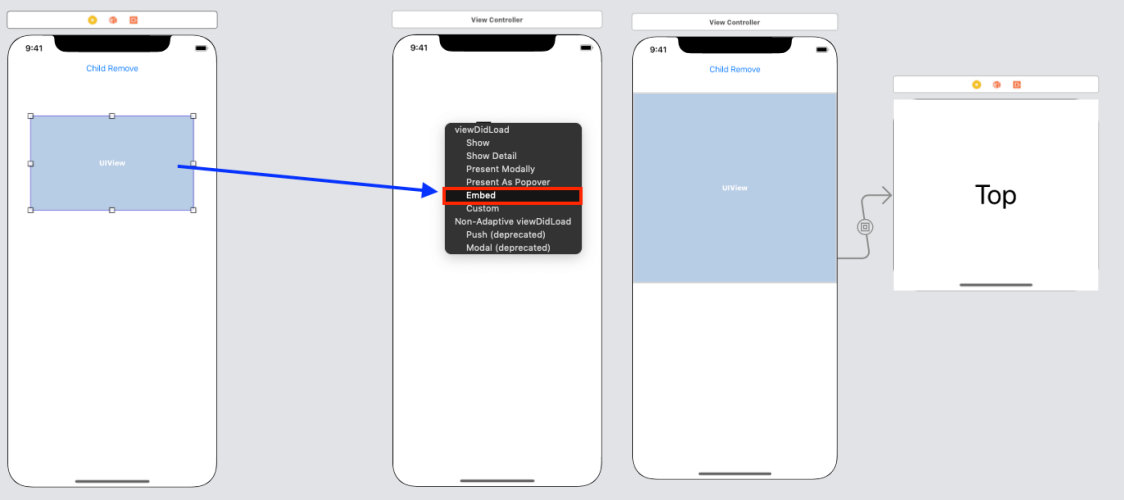 View Controller
View Controller
9:41
9:41
9:41
Child Remove
Child Remove
UIView
viewDidLoad
Show
Show Detail
Present Modally
Present As Popover
Embed
Custom
Non-Adaptive viewDidLoad
Push (deprecated)
Modal (deprecated)
UIView
Top